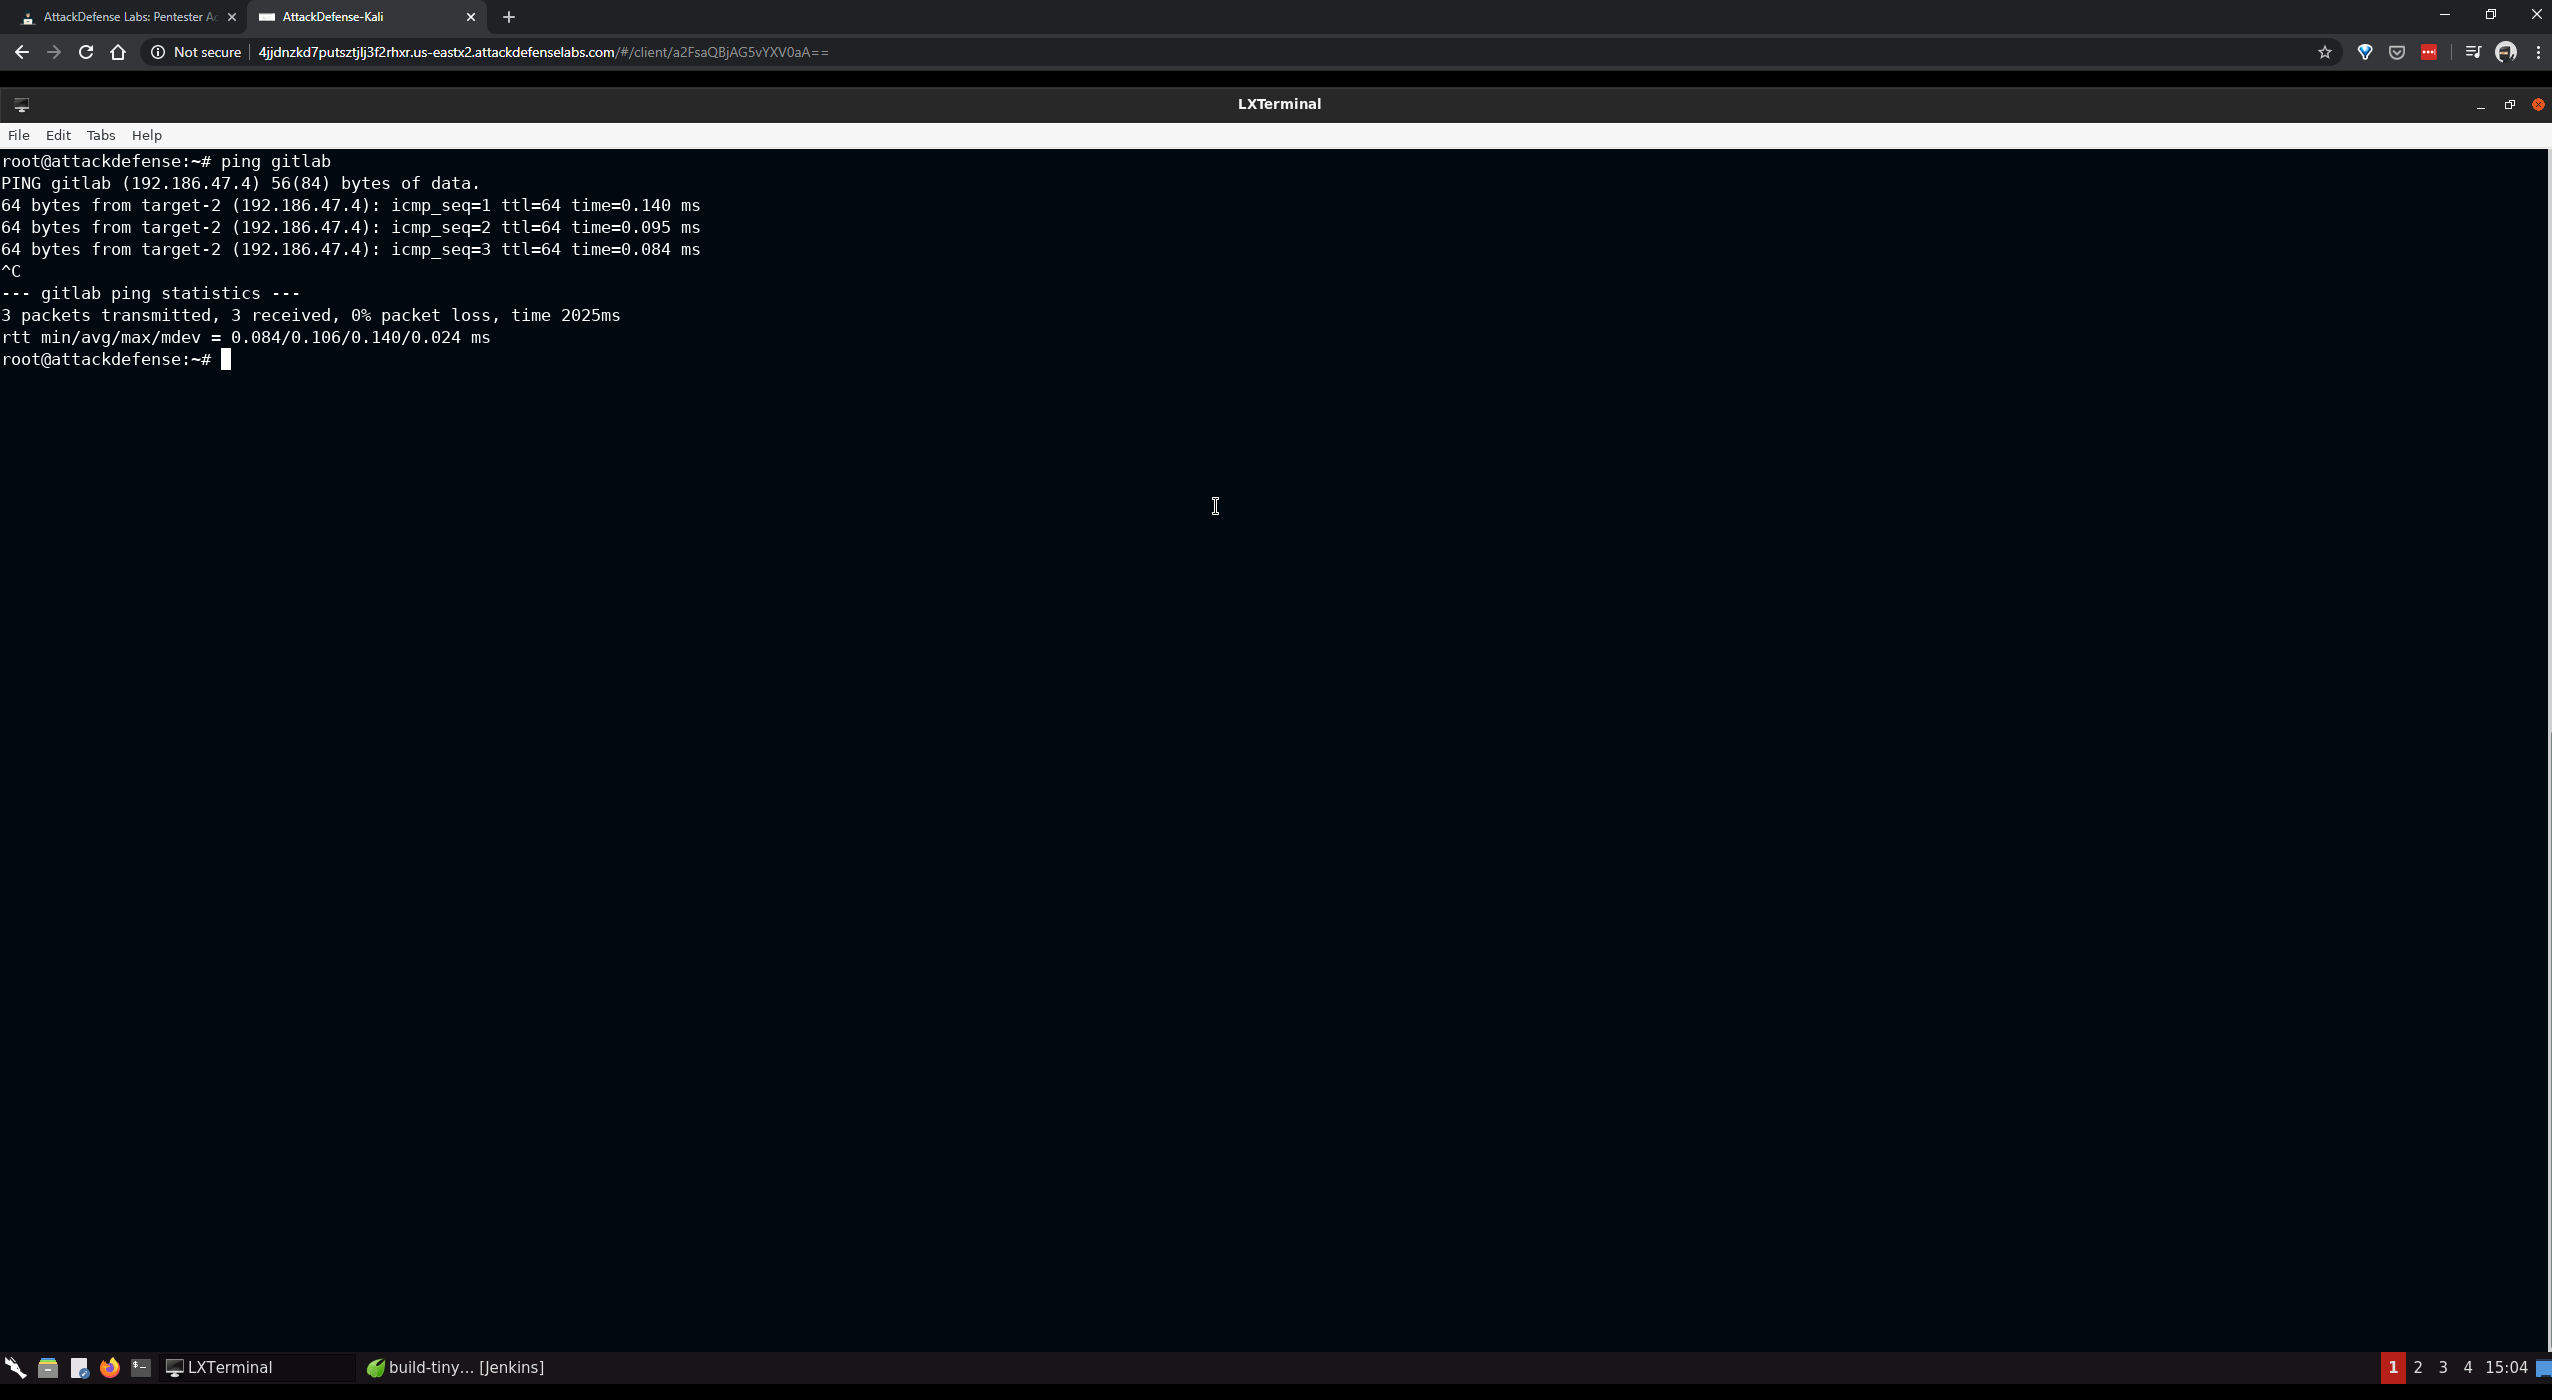 AttackDefense Labs: Pentester Ac
AttackDefense-Kali
Not secure
4jjdnzkd7putsztjlj3f2rhxr.us-eastx2.attackdefenselabs.com/#/client/a2FsaQBjAG5vYXV0aA==
LXTerminal
File Edit Tabs Help
root@attackdefense:~# ping gitlab
PING gitlab (192.186.47.4) 56(84) bytes of data.
64 bytes from target-2 (192.186.47.4): icmp_seq=1 ttl=64 time=0.140 ms
64 bytes from target-2 (192.186.47.4): icmp_seq=2 ttl=64 time=0.095 ms
64 bytes from target-2 (192.186.47.4): icmp_seq=3 ttl=64 time=0.084 ms
^C
--- gitlab ping statistics ---
3 packets transmitted, 3 received, 0% packet loss, time 2025ms
rtt min/avg/max/mdev = 0.084/0.106/0.140/0.024 ms
root@attackdefense:~#
LXTerminal
build-tiny... [Jenkins]
1 2 3 4 15:04